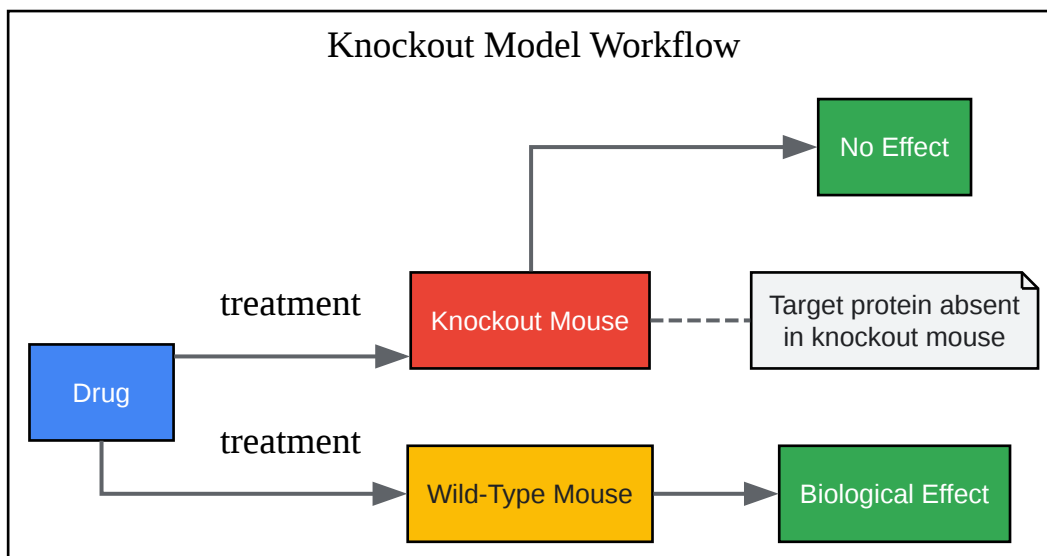 Knockout Model Workflow
No Effect
treatment
Knockout Mouse
Target protein absent
in knockout mouse
Drug
treatment
Wild-Type Mouse
Biological Effect